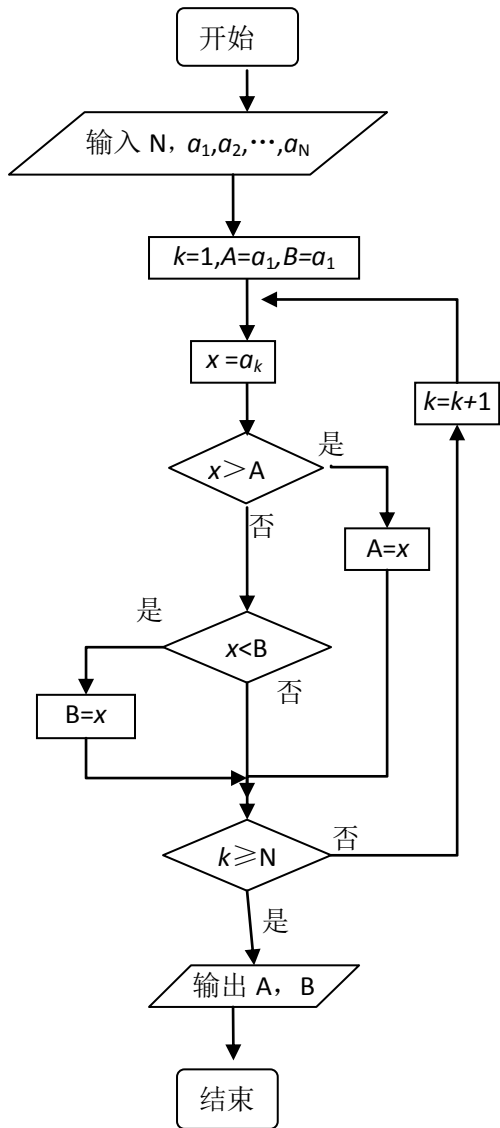 开始
输入 N，a₁,a₂,…,aN
k=1,A=a₁,B=a₁
x =aₖ
k=k+1
是
x＞A
否
A=x
是
x<B
否
B=x
否
k≥N
是
输出 A， B
结束